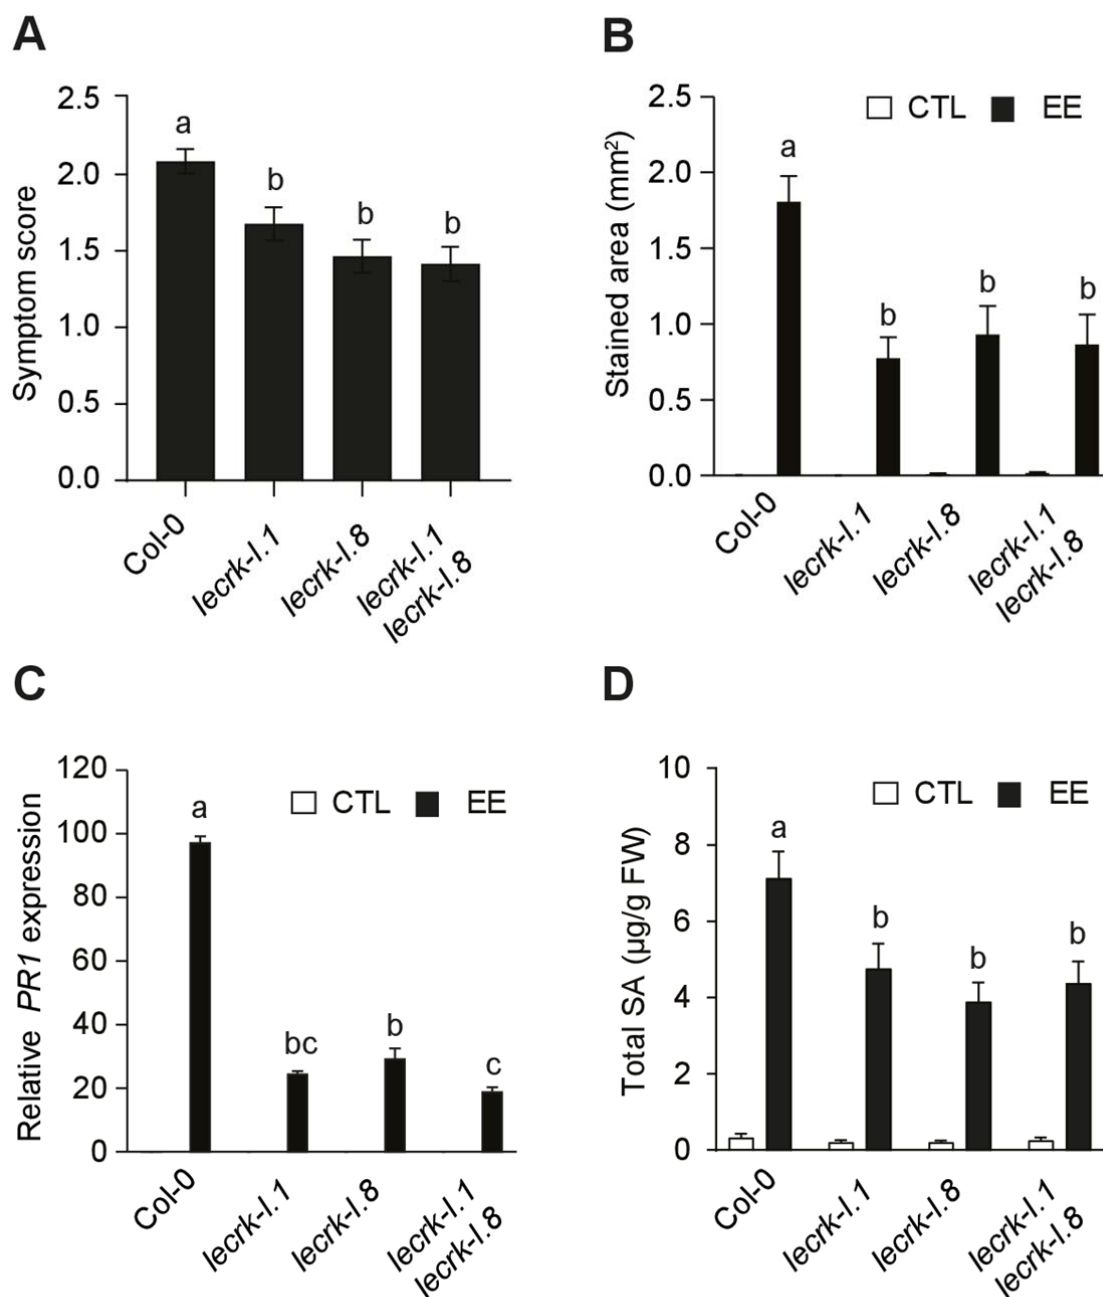 A
Symptom score
2.5
2.0
1.5
1.0
0.5
0.0
a
b
b
b
Col-0
lecrk-I.1
lecrk-I.8
lecrk-I.1
lecrk-I.8
B
Stained area (mm²)
2.5
2.0
1.5
1.0
0.5
0.0
CTL EE
a
b
b
b
Col-0
lecrk-I.1
lecrk-I.8
lecrk-I.1
lecrk-I.8
C
Relative PR1 expression
120
100
80
60
40
20
0
CTL EE
a
bc
b
c
Col-0
lecrk-I.1
lecrk-I.8
lecrk-I.1
lecrk-I.8
D
Total SA (µg/g FW)
10
8
6
4
2
0
CTL EE
a
b
b
b
Col-0
lecrk-I.1
lecrk-I.8
lecrk-I.1
lecrk-I.8